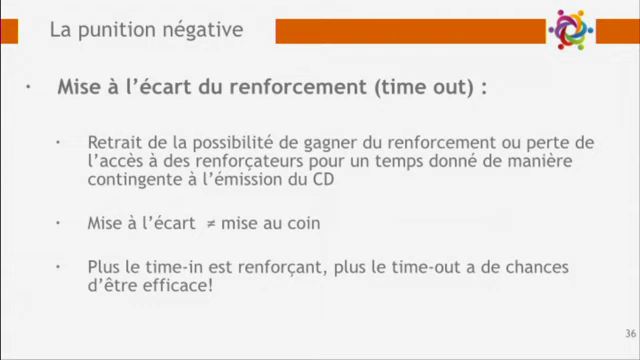 La punition négative
· Mise à l'écart du renforcement (time out) :
· Retrait de la possibilité de gagner du renforcement ou perte de
l'accès à des renforçateurs pour un temps donné de manière
contingente à l'émission du CD
· Mise à l'écart ≠ mise au coin
· Plus le time-in est renforçant, plus le time-out a de chances
d'être efficace!
36